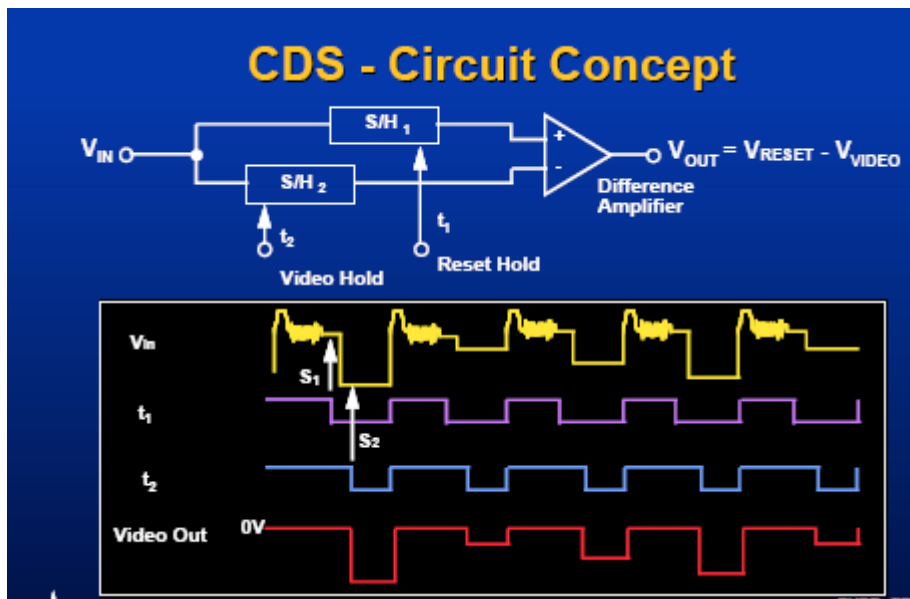 CDS - Circuit Concept
S/H 1
VIN
+
VOUT = VRESET - VVIDEO
-
S/H 2
Difference
Amplifier
t1
t2
Reset Hold
Video Hold
Vin
S1
t1
S2
t2
Video Out 0V